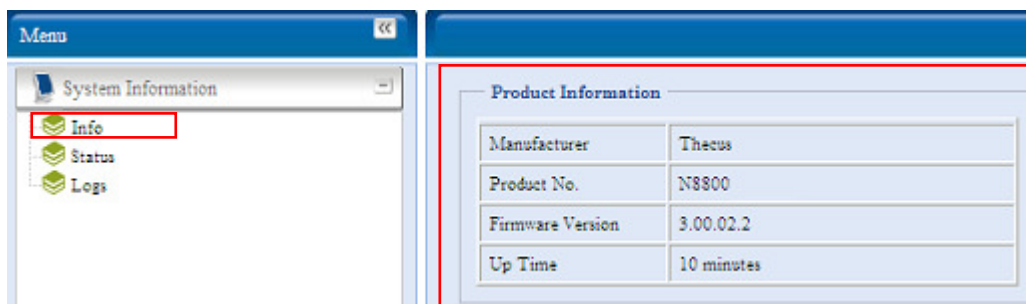 Menu
System Information
Info
Status
Logs
Product Information
Manufacturer Thecus
Product No. N8800
Firmware Version 3.00.02.2
Up Time 10 minutes